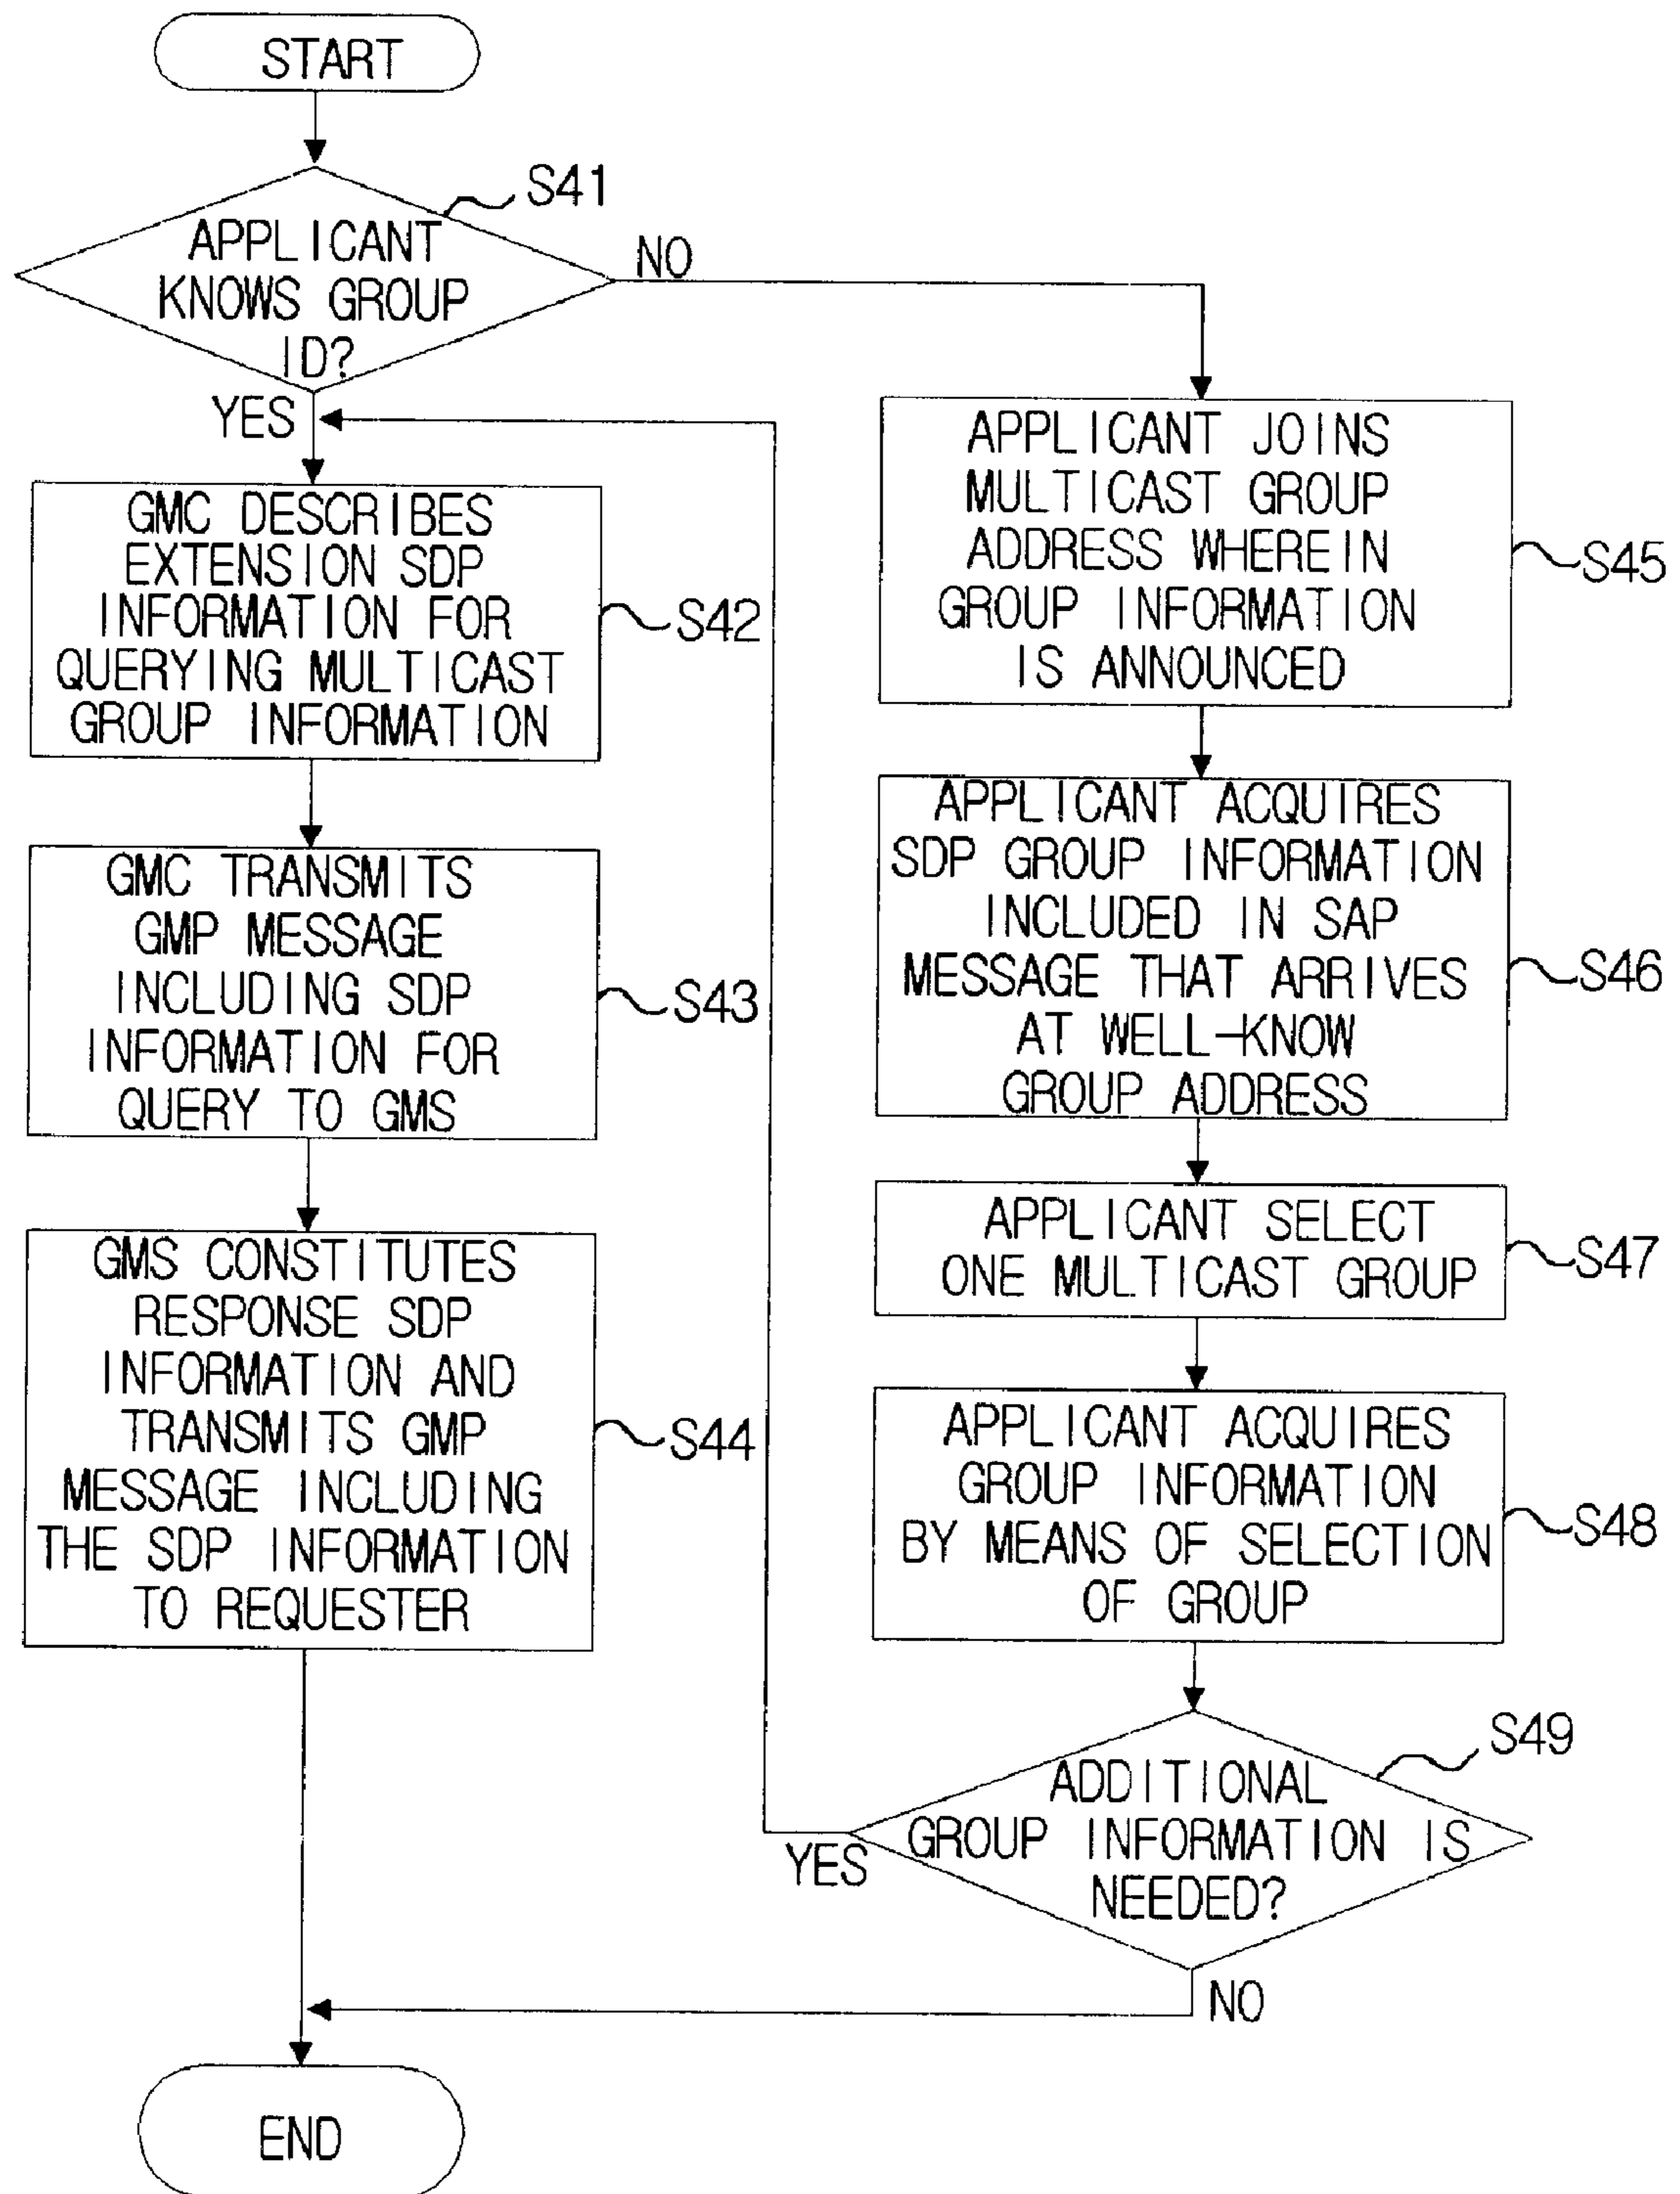 START
S41
APPLICANT
KNOWS GROUP
ID?
NO
YES
GMC DESCRIBES
EXTENSION SDP
INFORMATION FOR
QUERYING MULTICAST
GROUP INFORMATION
S42
GMC TRANSMITS
GMP MESSAGE
INCLUDING SDP
INFORMATION FOR
QUERY TO GMS
S43
GMS CONSTITUTES
RESPONSE SDP
INFORMATION AND
TRANSMITS GMP
MESSAGE INCLUDING
THE SDP INFORMATION
TO REQUESTER
S44
APPLICANT JOINS
MULTICAST GROUP
ADDRESS WHEREIN
GROUP INFORMATION
IS ANNOUNCED
S45
APPLICANT ACQUIRES
SDP GROUP INFORMATION
INCLUDED IN SAP
MESSAGE THAT ARRIVES
AT WELL-KNOW
GROUP ADDRESS
S46
APPLICANT SELECT
ONE MULTICAST GROUP
S47
APPLICANT ACQUIRES
GROUP INFORMATION
BY MEANS OF SELECTION
OF GROUP
S48
S49
ADDITIONAL
GROUP INFORMATION IS
NEEDED?
YES
NO
END